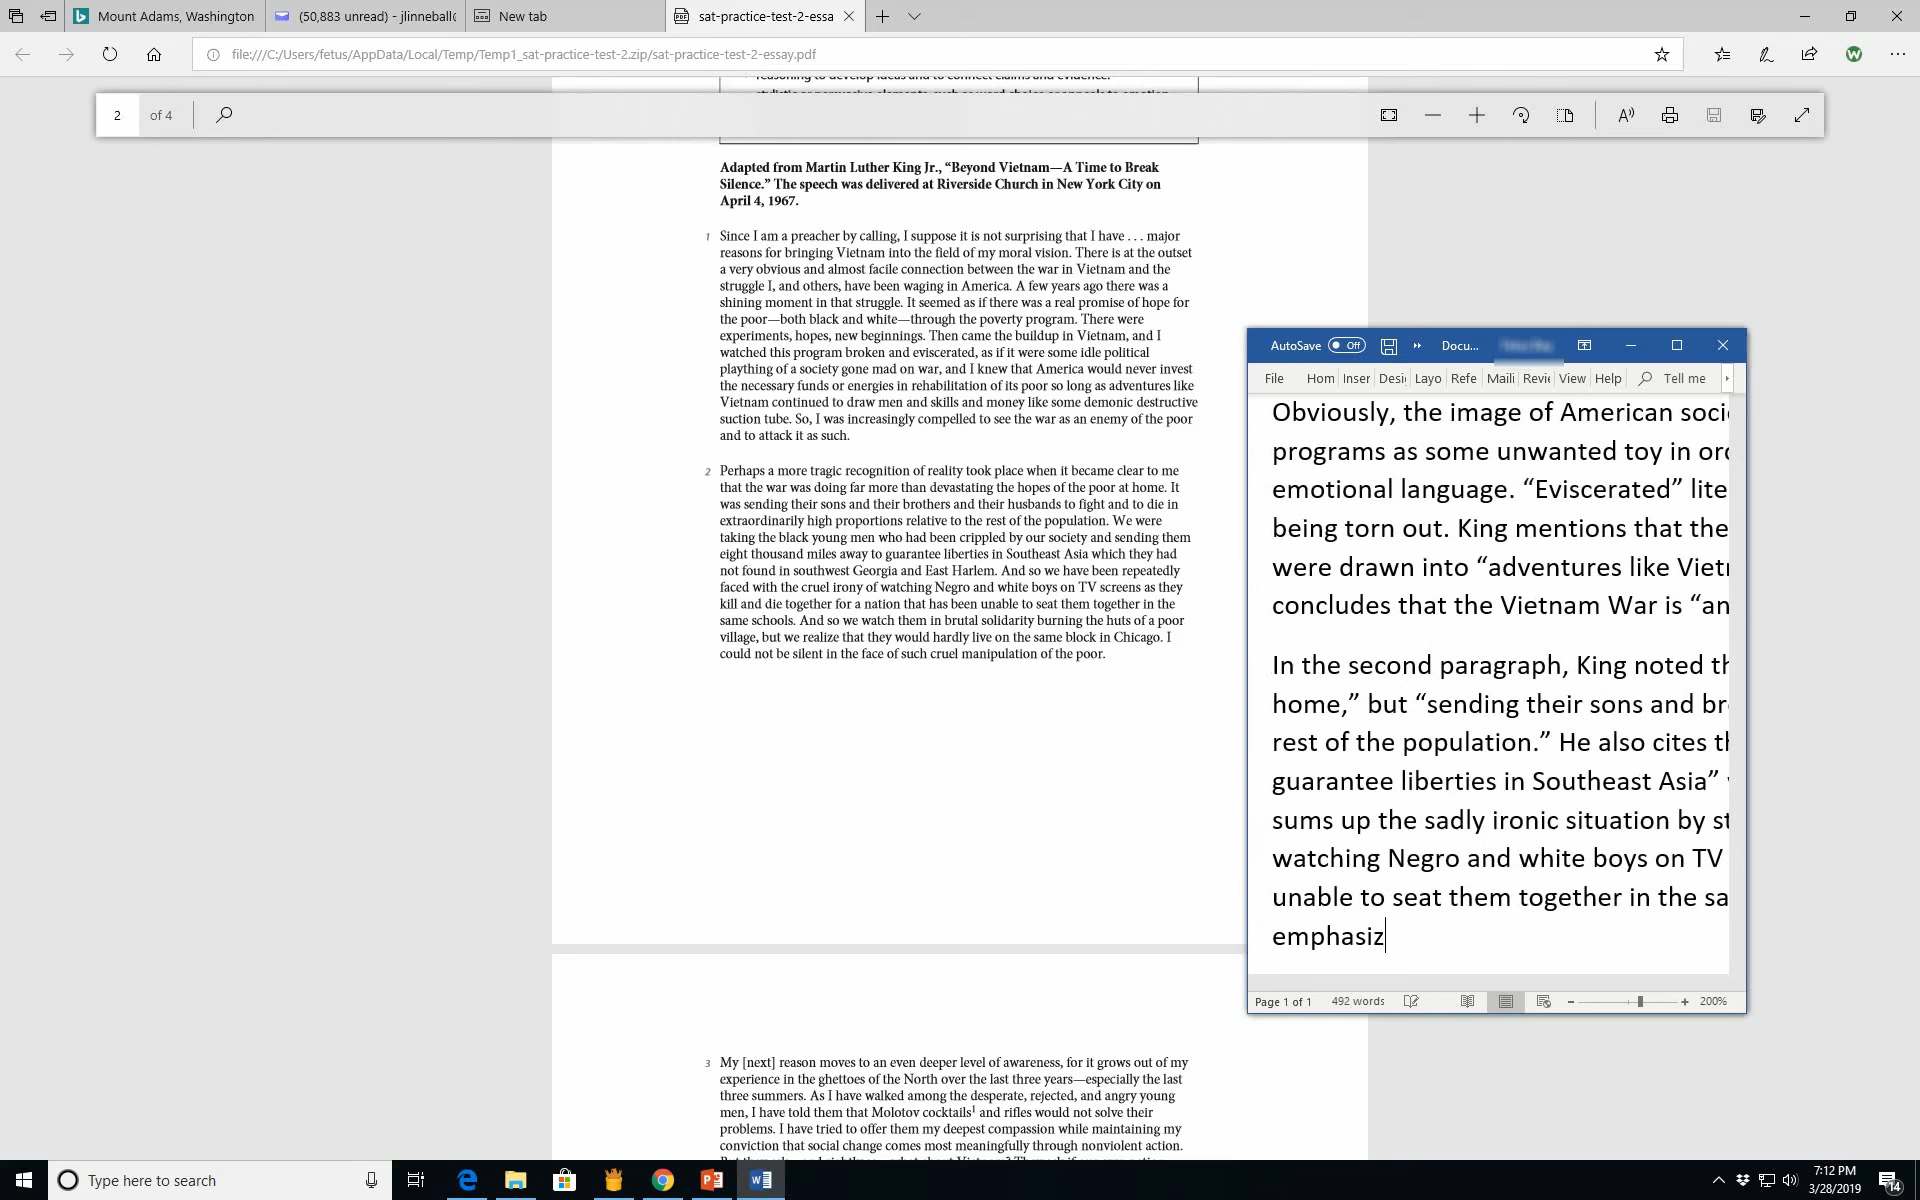 Mount Adams, Washington
(50,883 unread) - jlinneball
New tab
sat-practice-test-2-essa
file:///C:/Users/fetus/AppData/Local/Temp/Temp1_sat-practice-test-2.zip/sat-practice-test-2-essay.pdf
reasoning to develop ideas and to connect claims and evidence.
2 of 4
Adapted from Martin Luther King Jr., “Beyond Vietnam—A Time to Break
Silence.” The speech was delivered at Riverside Church in New York City on
April 4, 1967.
1 Since I am a preacher by calling, I suppose it is not surprising that I have . . . major
reasons for bringing Vietnam into the field of my moral vision. There is at the outset
a very obvious and almost facile connection between the war in Vietnam and the
struggle I, and others, have been waging in America. A few years ago there was a
shining moment in that struggle. It seemed as if there was a real promise of hope for
the poor—both black and white—through the poverty program. There were
experiments, hopes, new beginnings. Then came the buildup in Vietnam, and I
watched this program broken and eviscerated, as if it were some idle political
plaything of a society gone mad on war, and I knew that America would never invest
the necessary funds or energies in rehabilitation of its poor so long as adventures like
Vietnam continued to draw men and skills and money like some demonic destructive
suction tube. So, I was increasingly compelled to see the war as an enemy of the poor
and to attack it as such.
2 Perhaps a more tragic recognition of reality took place when it became clear to me
that the war was doing far more than devastating the hopes of the poor at home. It
was sending their sons and their brothers and their husbands to fight and to die in
extraordinarily high proportions relative to the rest of the population. We were
taking the black young men who had been crippled by our society and sending them
eight thousand miles away to guarantee liberties in Southeast Asia which they had
not found in southwest Georgia and East Harlem. And so we have been repeatedly
faced with the cruel irony of watching Negro and white boys on TV screens as they
kill and die together for a nation that has been unable to seat them together in the
same schools. And so we watch them in brutal solidarity burning the huts of a poor
village, but we realize that they would hardly live on the same block in Chicago. I
could not be silent in the face of such cruel manipulation of the poor.
3 My [next] reason moves to an even deeper level of awareness, for it grows out of my
experience in the ghettoes of the North over the last three years—especially the last
three summers. As I have walked among the desperate, rejected, and angry young
men, I have told them that Molotov cocktails1 and rifles would not solve their
problems. I have tried to offer them my deepest compassion while maintaining my
conviction that social change comes most meaningfully through nonviolent action.
AutoSave Off Docu...
File Hom Inser Desi Layo Refe Maili Revie View Help Tell me
Obviously, the image of American soci
programs as some unwanted toy in ord
emotional language. “Eviscerated” lite
being torn out. King mentions that the
were drawn into “adventures like Vietn
concludes that the Vietnam War is “an
In the second paragraph, King noted th
home,” but “sending their sons and br
rest of the population.” He also cites th
guarantee liberties in Southeast Asia”
sums up the sadly ironic situation by st
watching Negro and white boys on TV
unable to seat them together in the sa
emphasiz
Page 1 of 1 492 words 200%
Type here to search
7:12 PM
3/28/2019
14